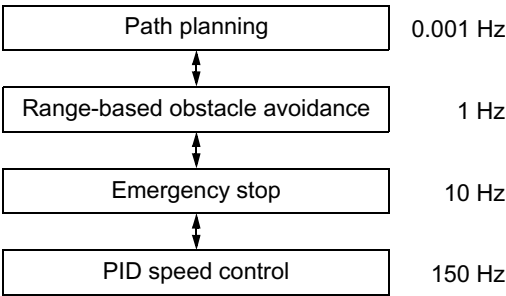 Path planning 0.001 Hz
Range-based obstacle avoidance 1 Hz
Emergency stop 10 Hz
PID speed control 150 Hz